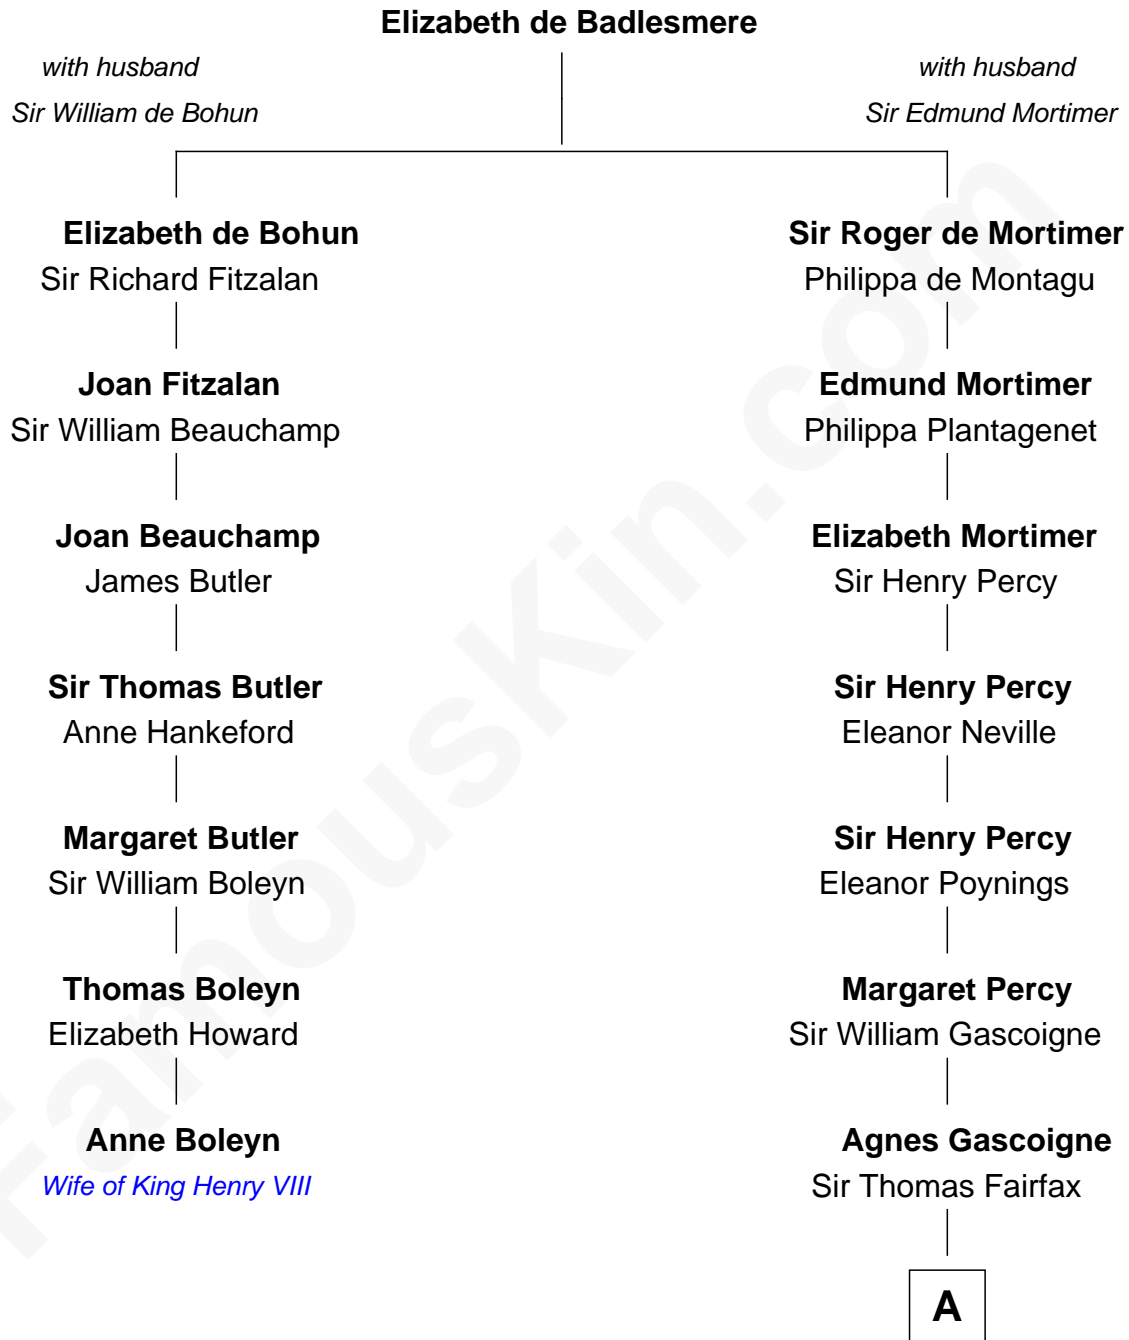 Elizabeth de Badlesmere
with husband
Sir William de Bohun
with husband
Sir Edmund Mortimer
Elizabeth de Bohun
Sir Richard Fitzalan
Sir Roger de Mortimer
Philippa de Montagu
Joan Fitzalan
Sir William Beauchamp
Edmund Mortimer
Philippa Plantagenet
Joan Beauchamp
James Butler
Elizabeth Mortimer
Sir Henry Percy
Sir Thomas Butler
Anne Hankeford
Sir Henry Percy
Eleanor Neville
Margaret Butler
Sir William Boleyn
Sir Henry Percy
Eleanor Poynings
Thomas Boleyn
Elizabeth Howard
Margaret Percy
Sir William Gascoigne
Anne Boleyn
Wife of King Henry VIII
Agnes Gascoigne
Sir Thomas Fairfax
A
FamousKin.com